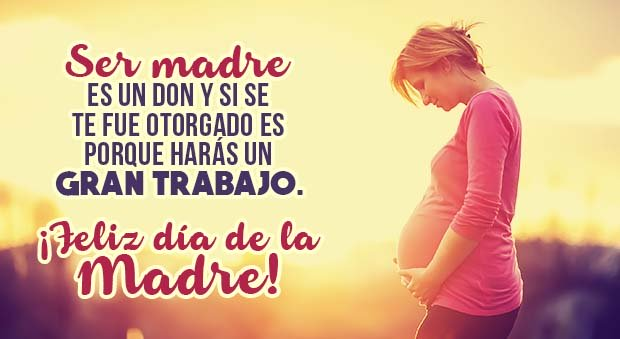 Ser madre
ES UN DON Y SI SE
TE FUE OTORGADO ES
PORQUE HARÁS UN
GRAN TRABAJO.
¡Feliz día de la
Madre!